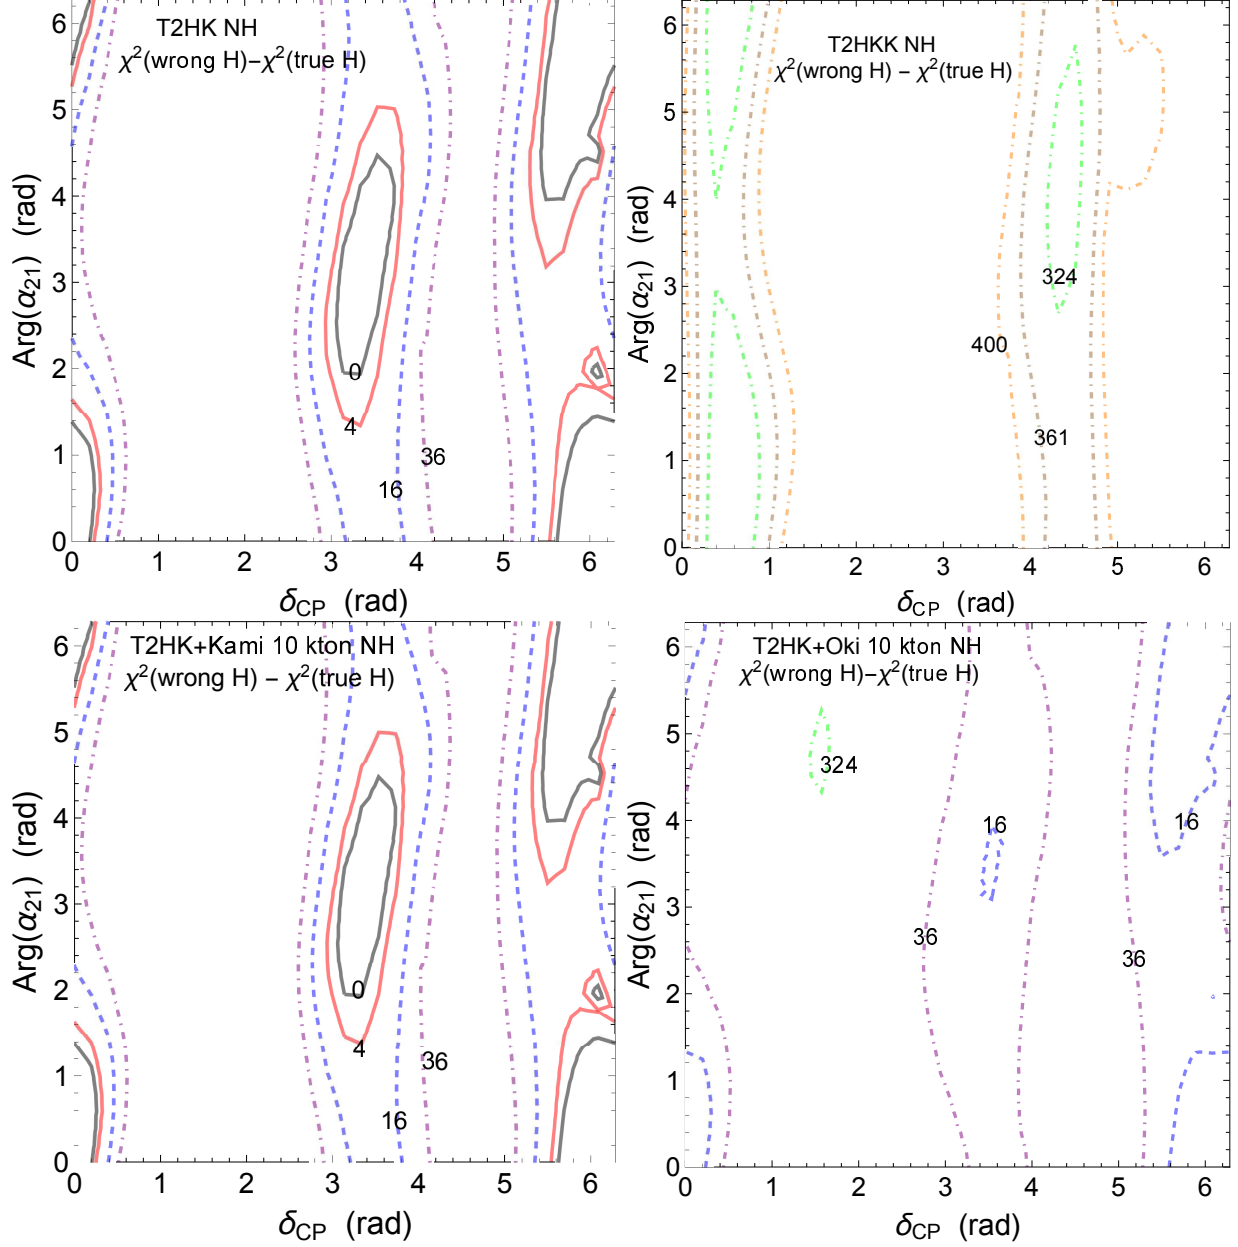 T2HK NH
χ²(wrong H)−χ²(true H)
0
4
16
36
6
5
4
3
2
1
0
0 1 2 3 4 5 6
Arg(α₂₁) (rad)
δ_CP (rad)
T2HKK NH
χ²(wrong H) − χ²(true H)
324
400
361
6
5
4
3
2
1
0
0 1 2 3 4 5 6
Arg(α₂₁) (rad)
δ_CP (rad)
T2HK+Kami 10 kton NH
χ²(wrong H) − χ²(true H)
0
4
36
16
6
5
4
3
2
1
0
0 1 2 3 4 5 6
Arg(α₂₁) (rad)
δ_CP (rad)
T2HK+Oki 10 kton NH
χ²(wrong H)−χ²(true H)
324
16
16
36
36
6
5
4
3
2
1
0
0 1 2 3 4 5 6
Arg(α₂₁) (rad)
δ_CP (rad)